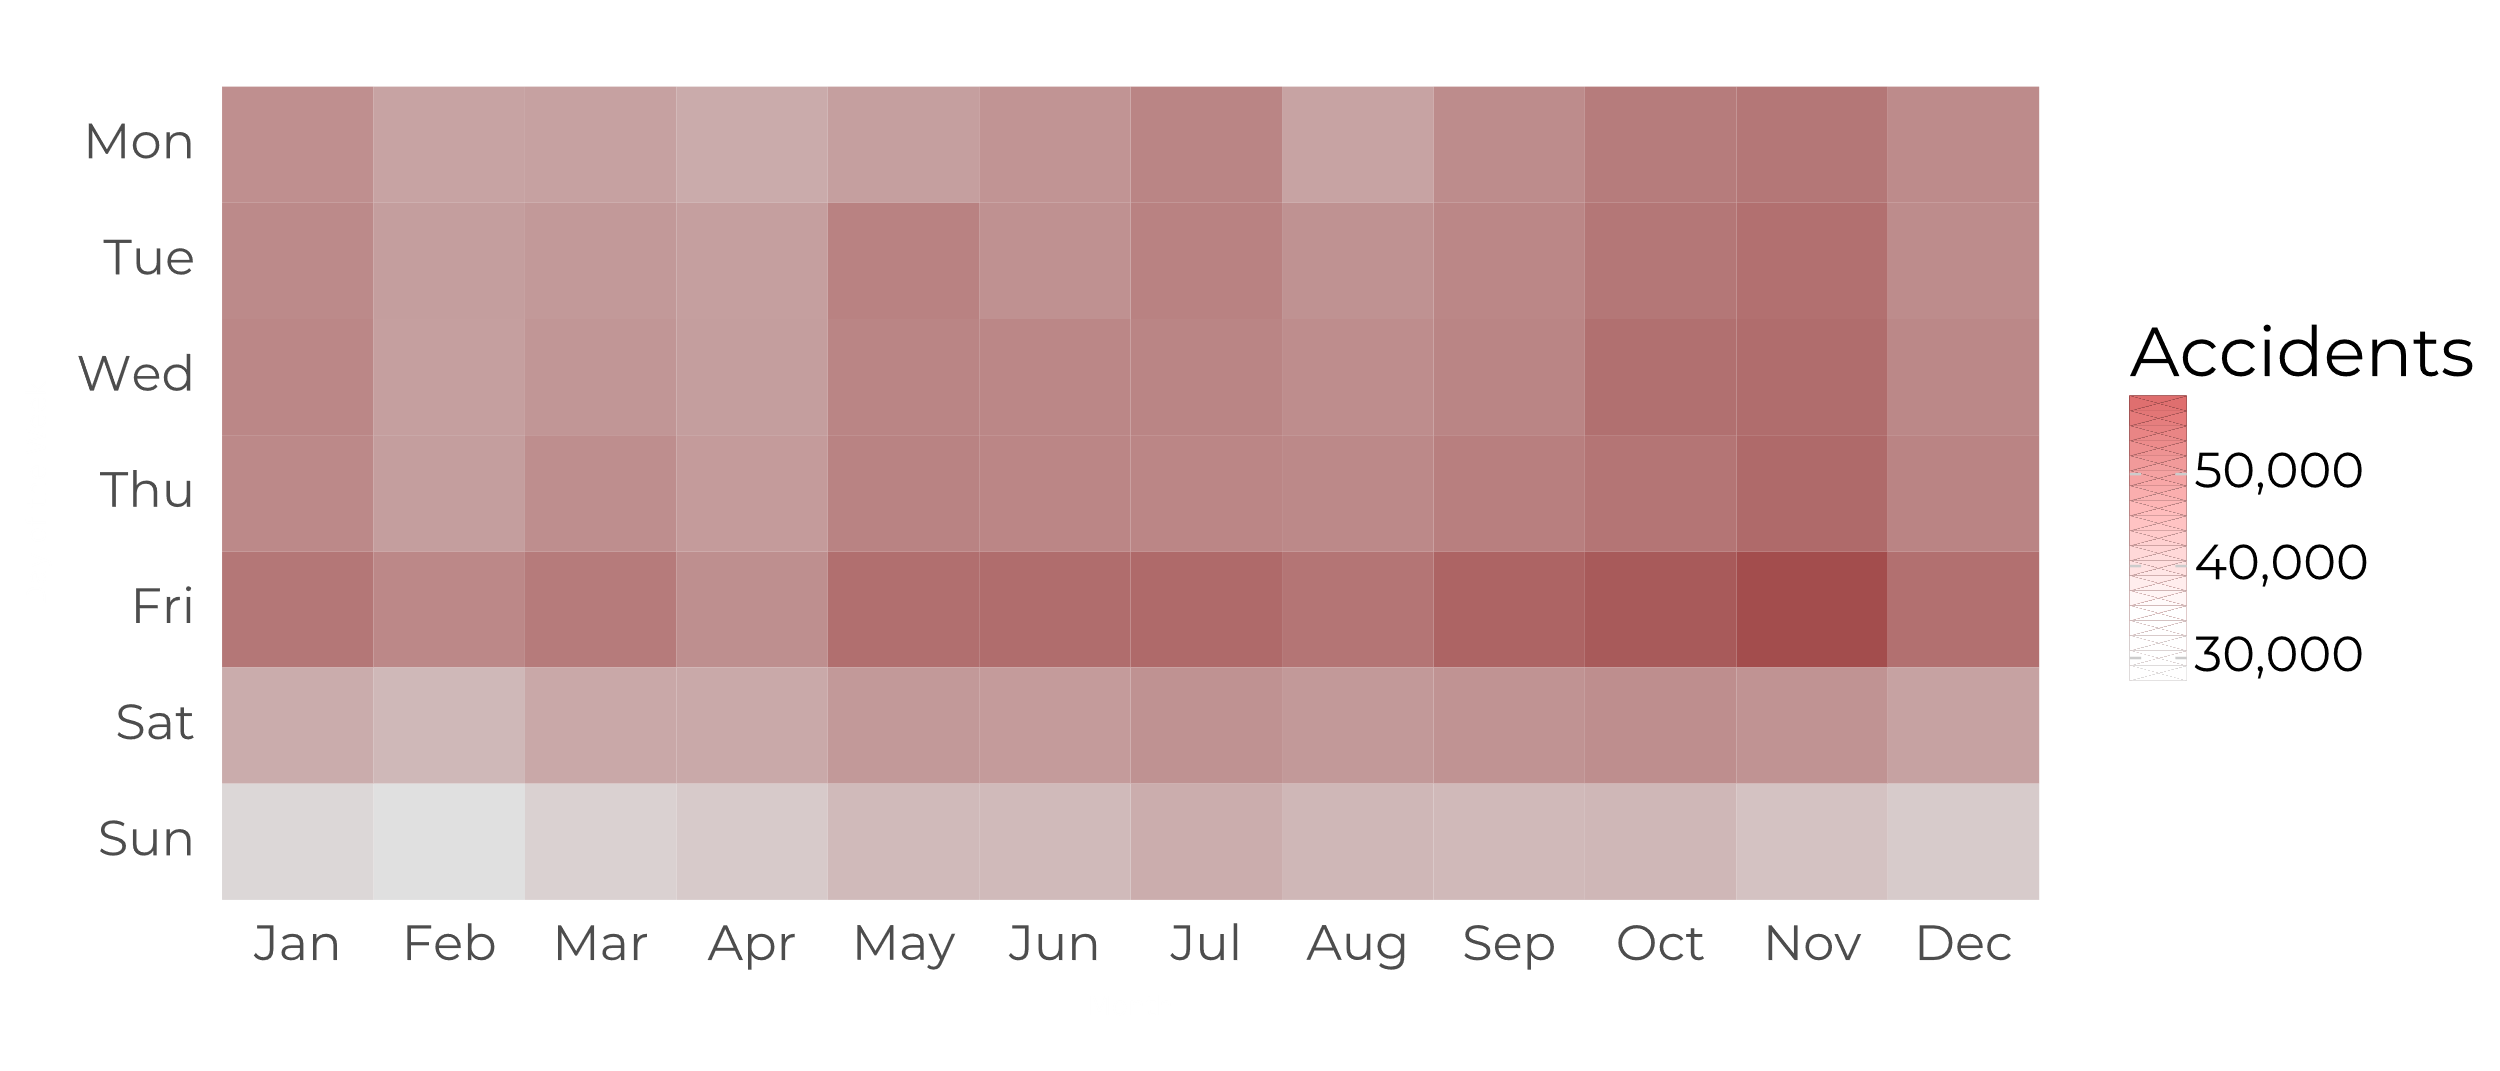 Mon
Tue
Wed
Thu
Fri
Sat
Sun
Jan Feb Mar Apr May Jun Jul Aug Sep Oct Nov Dec
Accidents
50,000
40,000
30,000